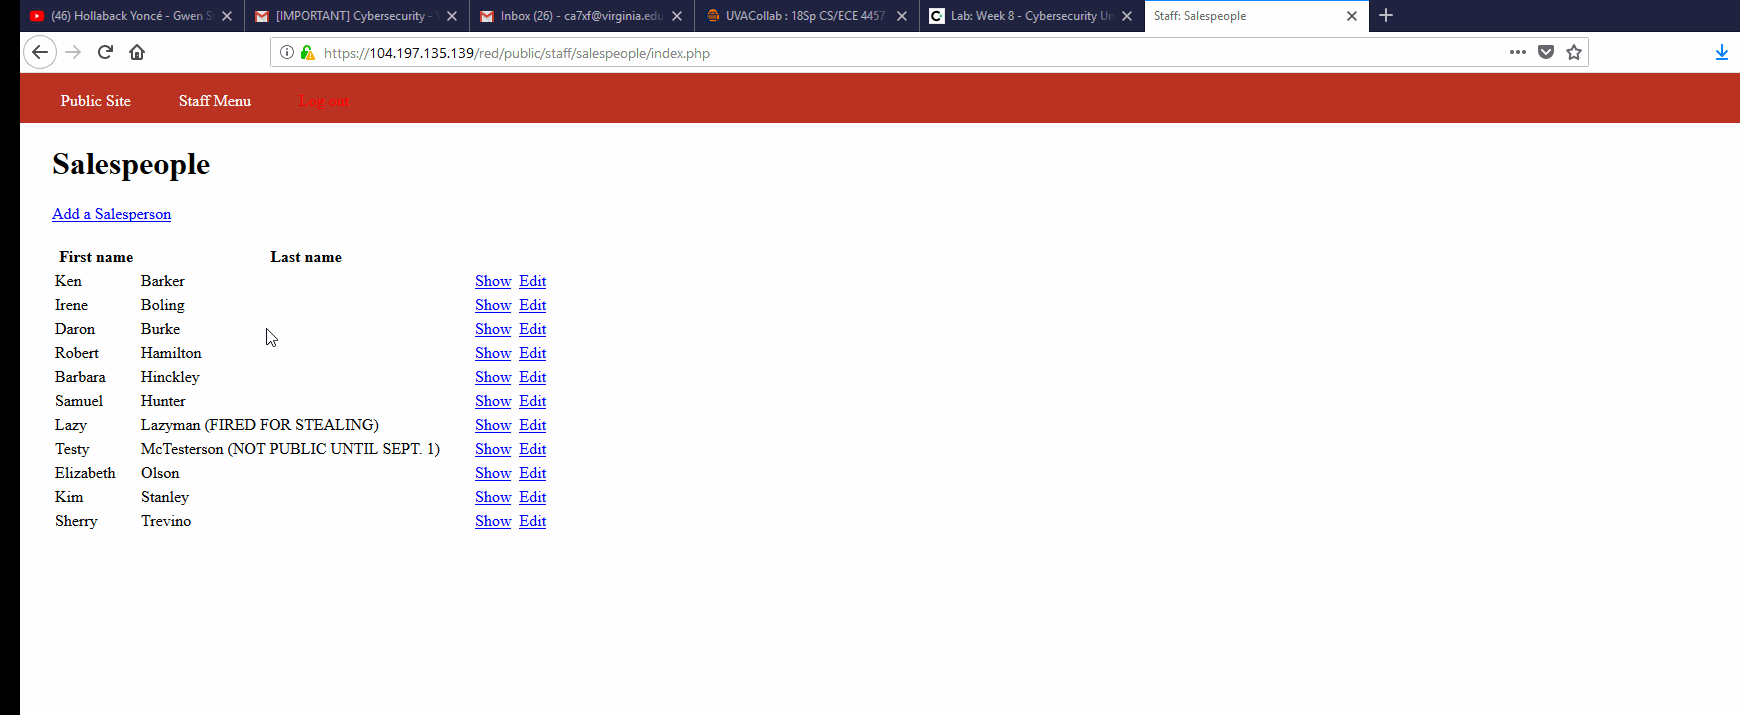 (46) Hollaback Yoncé - Gwen S
[IMPORTANT] Cybersecurity -
Inbox (26) - ca7xf@virginia.edu
UVACollab : 18Sp CS/ECE 4457
Lab: Week 8 - Cybersecurity Un
Staff: Salespeople
https://104.197.135.139/red/public/staff/salespeople/index.php
Public Site Staff Menu Log out
Salespeople
Add a Salesperson
First name Last name
Ken Barker Show Edit
Irene Boling Show Edit
Daron Burke Show Edit
Robert Hamilton Show Edit
Barbara Hinckley Show Edit
Samuel Hunter Show Edit
Lazy Lazyman (FIRED FOR STEALING) Show Edit
Testy McTesterson (NOT PUBLIC UNTIL SEPT. 1) Show Edit
Elizabeth Olson Show Edit
Kim Stanley Show Edit
Sherry Trevino Show Edit